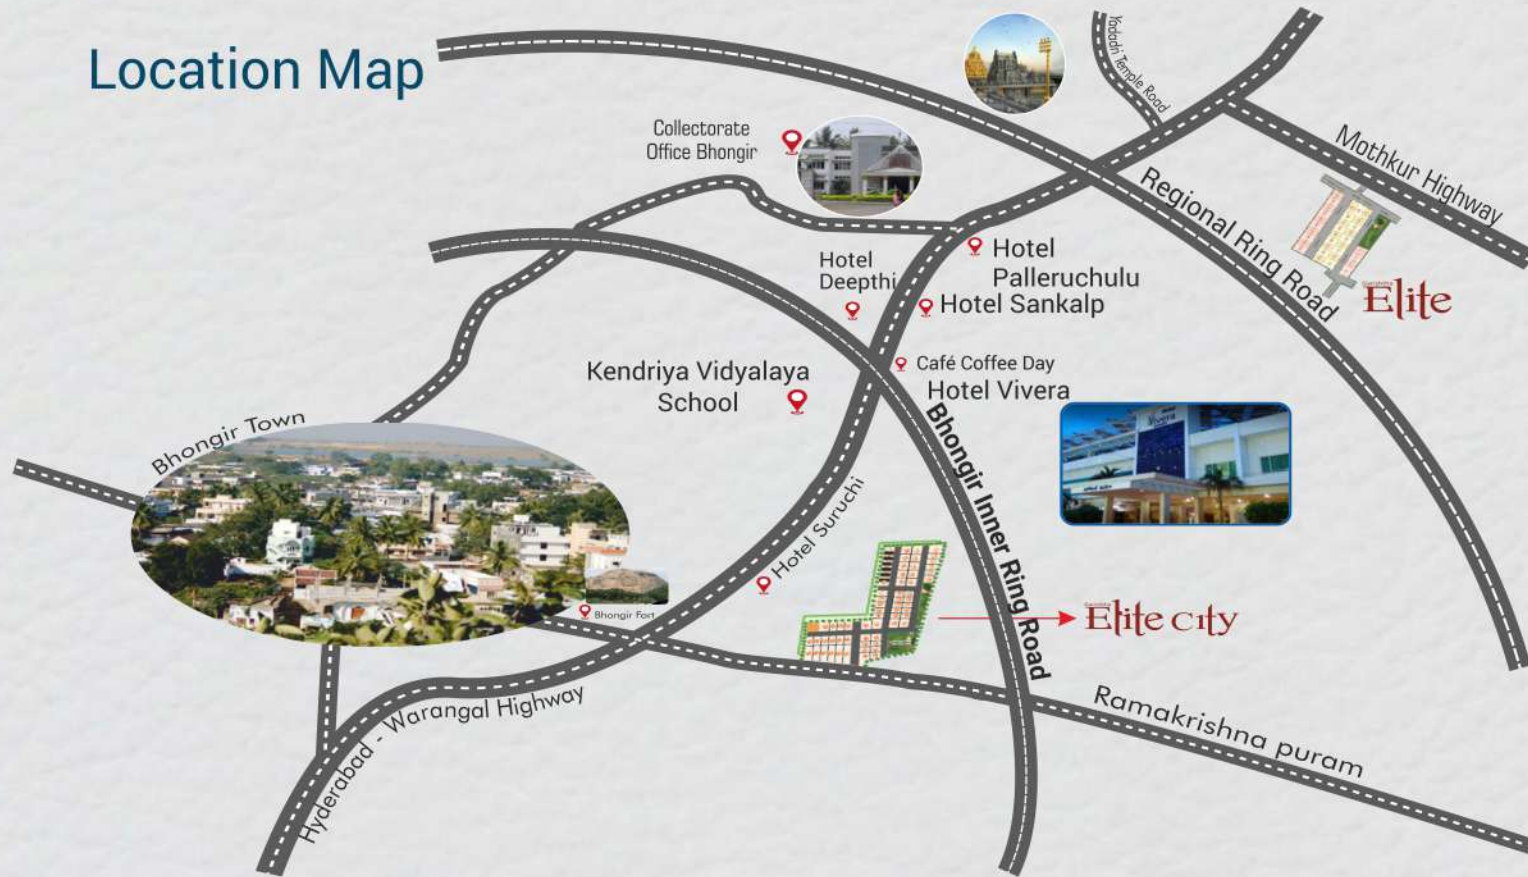 Location Map
Yadadri Temple Road
Collectorate
Office Bhongir
Mothkur Highway
Regional Ring Road
Hotel
Palleruchulu
Hotel
Deepthi
Hotel Sankalp
Elite
Café Coffee Day
Hotel Vivera
Kendriya Vidyalaya
School
Bhongir Town
Vivera
Bhongir Inner Ring Road
Hotel Suruchi
Bhongir Fort
Elite City
Ramakrishna puram
Hyderabad - Warangal Highway